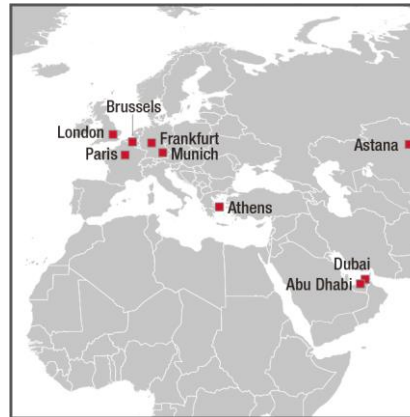 Brussels
London
Frankfurt
Paris
Munich
Astana
Athens
Dubai
Abu Dhabi